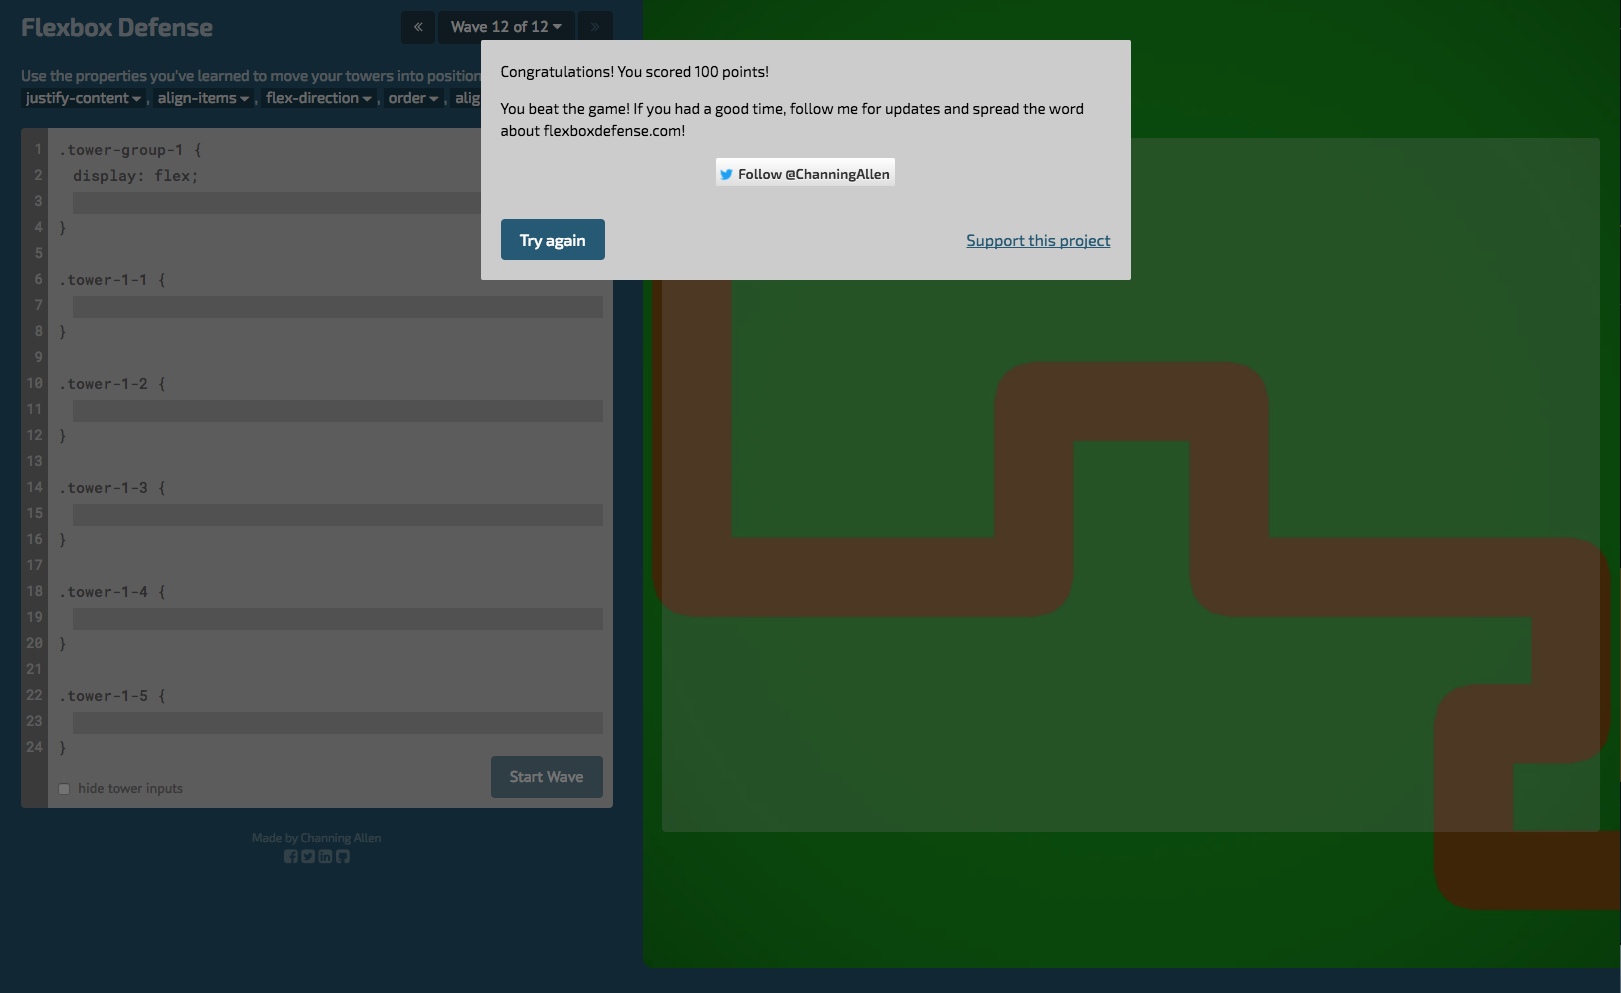 Flexbox Defense
«
Wave 12 of 12
»
Use the properties you've learned to move your towers into position
justify-content , align-items , flex-direction , order , alig
Congratulations! You scored 100 points!
You beat the game! If you had a good time, follow me for updates and spread the word
about flexboxdefense.com!
Follow @ChanningAllen
Try again
Support this project
1 .tower-group-1 {
2 display: flex;
3
4 }
5
6 .tower-1-1 {
7
8 }
9
10 .tower-1-2 {
11
12 }
13
14 .tower-1-3 {
15
16 }
17
18 .tower-1-4 {
19
20 }
21
22 .tower-1-5 {
23
24 }
hide tower inputs
Start Wave
Made by Channing Allen